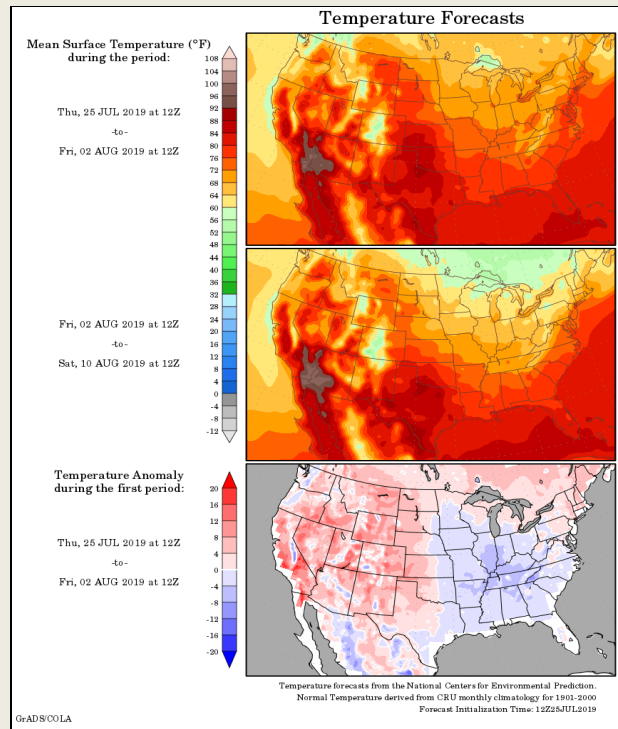 Temperature Forecasts
Mean Surface Temperature (°F)
during the period:
Thu, 25 JUL 2019 at 12Z
-to-
Fri, 02 AUG 2019 at 12Z
108
104
100
96
92
88
84
80
76
72
68
64
60
56
52
48
44
40
36
32
28
24
20
16
12
8
4
0
-4
-8
-12
Fri, 02 AUG 2019 at 12Z
-to-
Sat, 10 AUG 2019 at 12Z
Temperature Anomaly
during the first period:
Thu, 25 JUL 2019 at 12Z
-to-
Fri, 02 AUG 2019 at 12Z
20
16
12
8
4
0
-4
-8
-12
-16
-20
Temperature forecasts from the National Centers for Environmental Prediction.
Normal Temperature derived from CRU monthly climatology for 1901-2000
Forecast Initialization Time: 12Z25JUL2019
GrADS/COLA